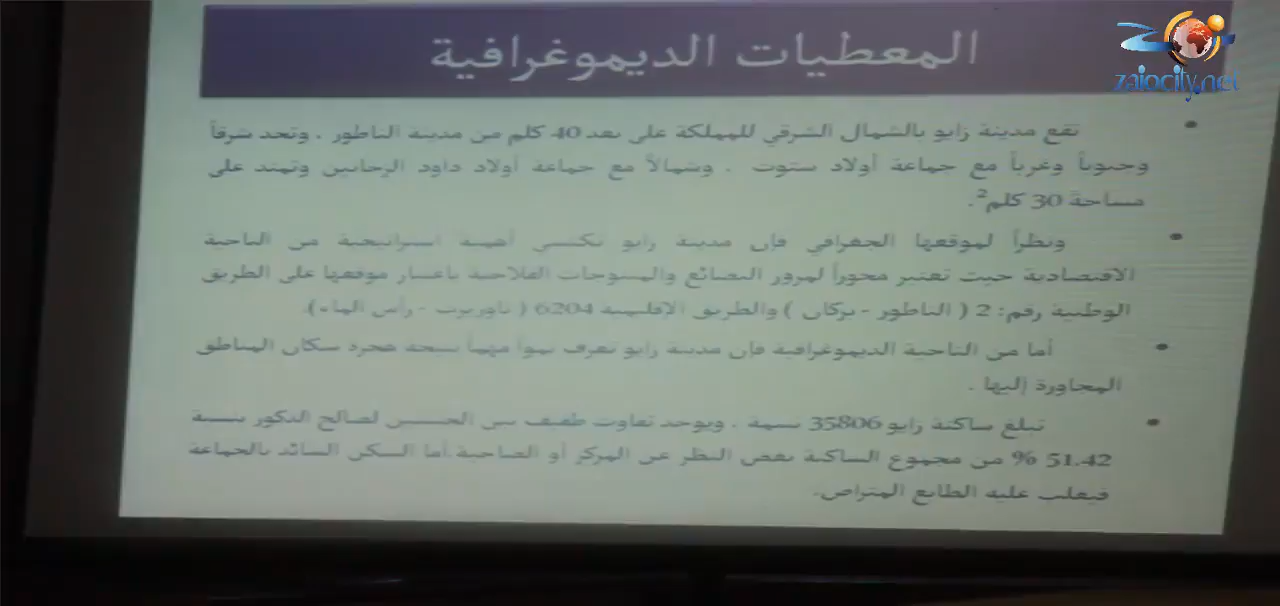 المعطيات الديموغرافية
zaiocity.net
• تقع مدينة زايو بالشمال الشرقي للمملكة على بعد 40 كلم من مدينة الناظور . وتحد شرقاً
وجنوباً وغرباً مع جماعة أولاد ستوت . وشمالاً مع جماعة أولاد داود الزخانين وتمتد على
مساحة 30 كلم².
• ونظراً لموقعها الجغرافي فإن مدينة زايو تكتسي أهمية استراتيجية من الناحية
الاقتصادية حيث تعتبر محوراً لمرور البضائع والمنتوجات الفلاحية باعتبار موقعها على الطريق
الوطنية رقم: 2 ( الناظور - بركان ) والطريق الإقليمية 6204 ( تاوريرت - رأس الماء).
• أما من الناحية الديموغرافية فإن مدينة زايو تعرف نمواً مهماً نتيجة هجرة سكان المناطق
المجاورة إليها .
• تبلغ ساكنة زايو 35806 نسمة . ويوجد تفاوت طفيف بين الجنسين لصالح الذكور بنسبة
51.42 % من مجموع الساكنة بغض النظر عن المركز أو الضاحية.أما السكن السائد بالجماعة
فيغلب عليه الطابع المتراص.